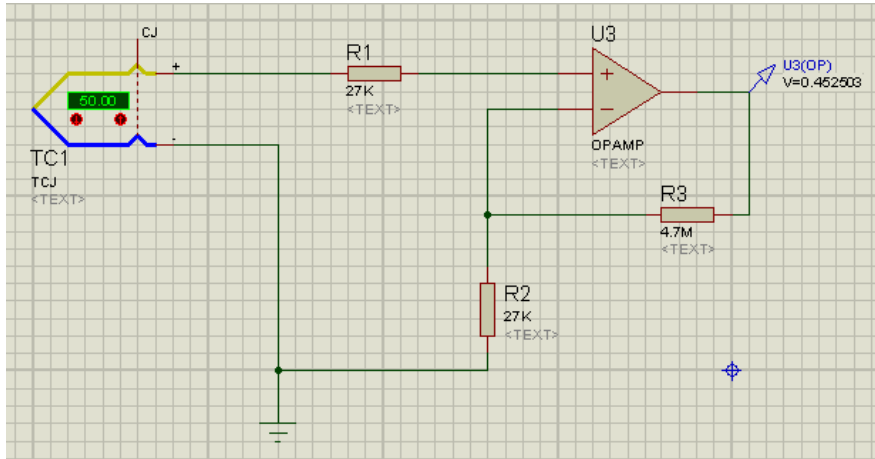 CJ
+
50.00
-
TC1
TCJ
<TEXT>
R1
27K
<TEXT>
U3
+
−
OPAMP
<TEXT>
U3(OP)
V=0.452503
R3
4.7M
<TEXT>
R2
27K
<TEXT>